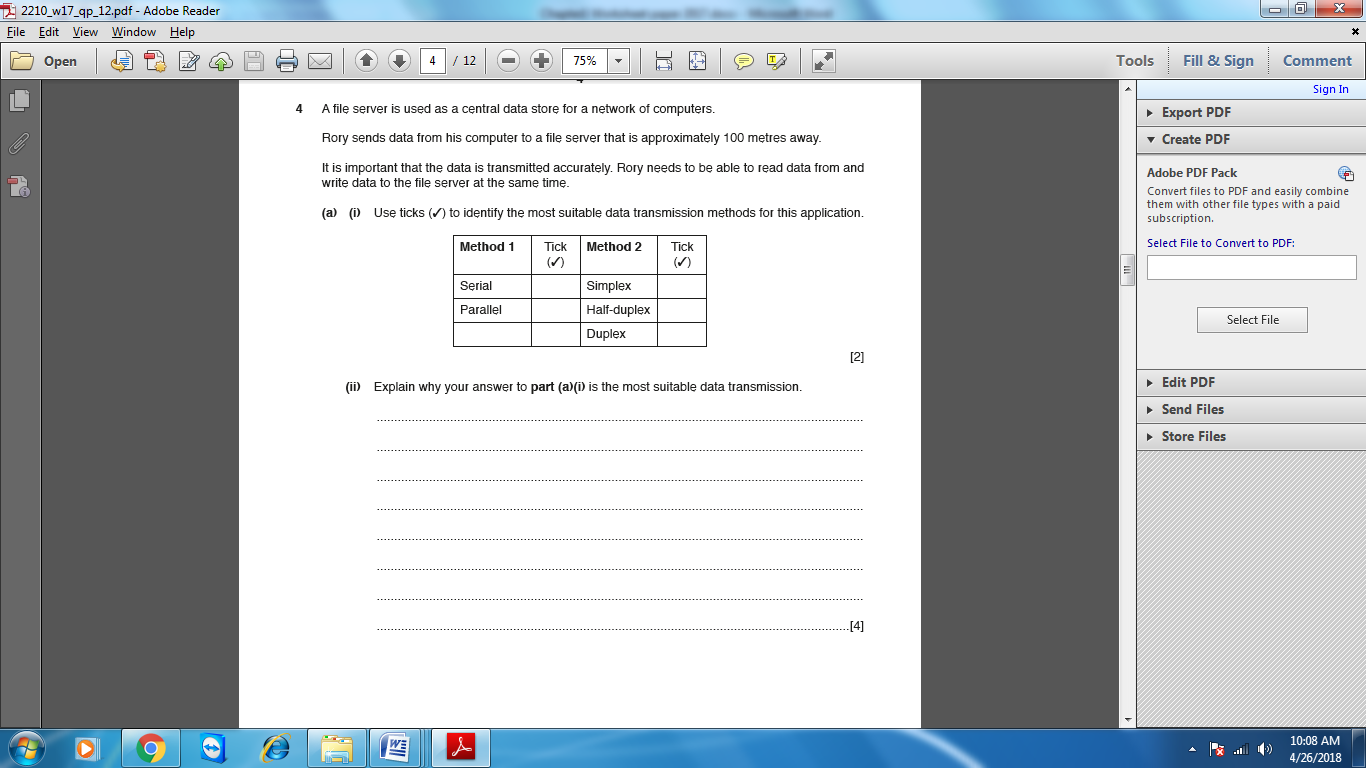 2210_w17_qp_12.pdf - Adobe Reader
File Edit View Window Help
Open 4 / 12 75% Tools Fill & Sign Comment
Sign In
4 A file server is used as a central data store for a network of computers.
Rory sends data from his computer to a file server that is approximately 100 metres away.
It is important that the data is transmitted accurately. Rory needs to be able to read data from and
write data to the file server at the same time.
(a) (i) Use ticks (✓) to identify the most suitable data transmission methods for this application.
Method 1 Tick (✓) Method 2 Tick (✓)
Serial Simplex
Parallel Half-duplex
Duplex
[2]
(ii) Explain why your answer to part (a)(i) is the most suitable data transmission.
[4]
Export PDF
Create PDF
Adobe PDF Pack
Convert files to PDF and easily combine
them with other file types with a paid
subscription.
Select File to Convert to PDF:
Select File
Edit PDF
Send Files
Store Files
10:08 AM
4/26/2018